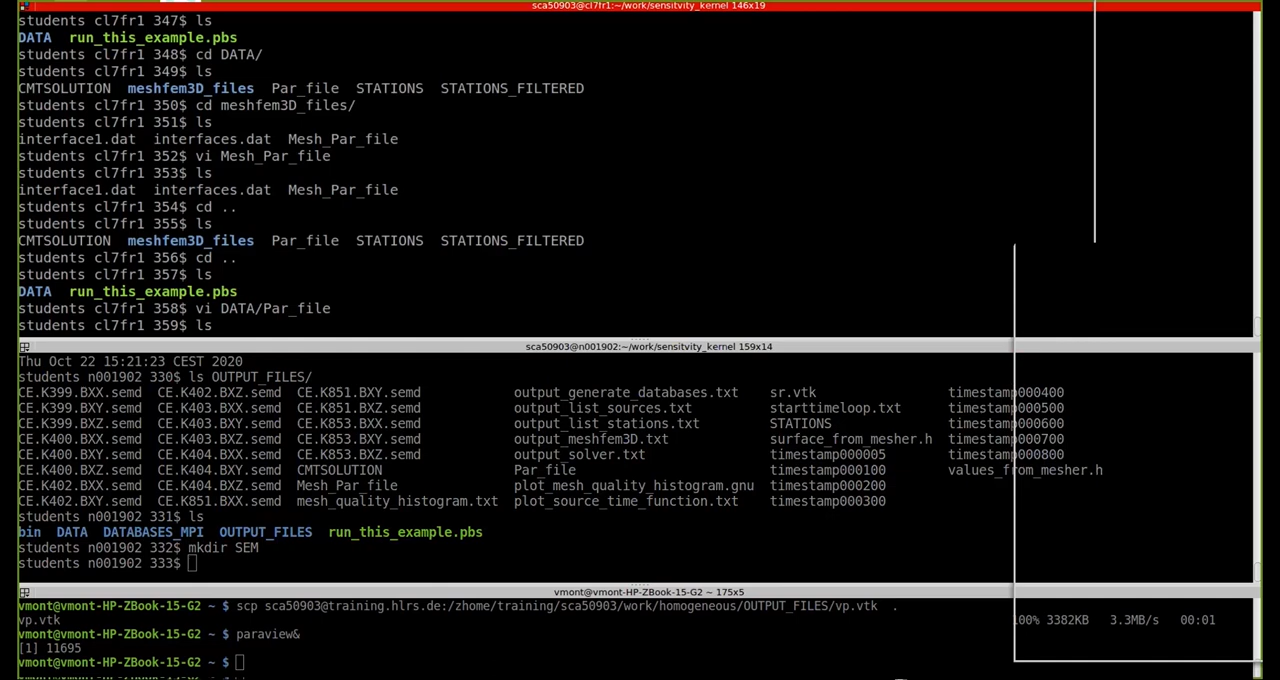 sca50903@cl7fr1:~/work/sensitvity_kernel 146x19
students cl7fr1 347$ ls
DATA  run_this_example.pbs
students cl7fr1 348$ cd DATA/
students cl7fr1 349$ ls
CMTSOLUTION  meshfem3D_files  Par_file  STATIONS  STATIONS_FILTERED
students cl7fr1 350$ cd meshfem3D_files/
students cl7fr1 351$ ls
interface1.dat  interfaces.dat  Mesh_Par_file
students cl7fr1 352$ vi Mesh_Par_file
students cl7fr1 353$ ls
interface1.dat  interfaces.dat  Mesh_Par_file
students cl7fr1 354$ cd ..
students cl7fr1 355$ ls
CMTSOLUTION  meshfem3D_files  Par_file  STATIONS  STATIONS_FILTERED
students cl7fr1 356$ cd ..
students cl7fr1 357$ ls
DATA  run_this_example.pbs
students cl7fr1 358$ vi DATA/Par_file
students cl7fr1 359$ ls
sca50903@n001902:~/work/sensitvity_kernel 159x14
Thu Oct 22 15:21:23 CEST 2020
students n001902 330$ ls OUTPUT_FILES/
CE.K399.BXX.semd  CE.K402.BXZ.semd  CE.K851.BXY.semd  output_generate_databases.txt  sr.vtk  timestamp000400
CE.K399.BXY.semd  CE.K403.BXX.semd  CE.K851.BXZ.semd  output_list_sources.txt  starttimeloop.txt  timestamp000500
CE.K399.BXZ.semd  CE.K403.BXY.semd  CE.K853.BXX.semd  output_list_stations.txt  STATIONS  timestamp000600
CE.K400.BXX.semd  CE.K403.BXZ.semd  CE.K853.BXY.semd  output_meshfem3D.txt  surface_from_mesher.h  timestamp000700
CE.K400.BXY.semd  CE.K404.BXX.semd  CE.K853.BXZ.semd  output_solver.txt  timestamp000005  timestamp000800
CE.K400.BXZ.semd  CE.K404.BXY.semd  CMTSOLUTION  Par_file  timestamp000100  values_from_mesher.h
CE.K402.BXX.semd  CE.K404.BXZ.semd  Mesh_Par_file  plot_mesh_quality_histogram.gnu  timestamp000200
CE.K402.BXY.semd  CE.K851.BXX.semd  mesh_quality_histogram.txt  plot_source_time_function.txt  timestamp000300
students n001902 331$ ls
bin  DATA  DATABASES_MPI  OUTPUT_FILES  run_this_example.pbs
students n001902 332$ mkdir SEM
students n001902 333$
vmont@vmont-HP-ZBook-15-G2 ~ 175x5
vmont@vmont-HP-ZBook-15-G2 ~ $ scp sca50903@training.hlrs.de:/zhome/training/sca50903/work/homogeneous/OUTPUT_FILES/vp.vtk  .
vp.vtk  100% 3382KB  3.3MB/s  00:01
vmont@vmont-HP-ZBook-15-G2 ~ $ paraview&
[1] 11695
vmont@vmont-HP-ZBook-15-G2 ~ $